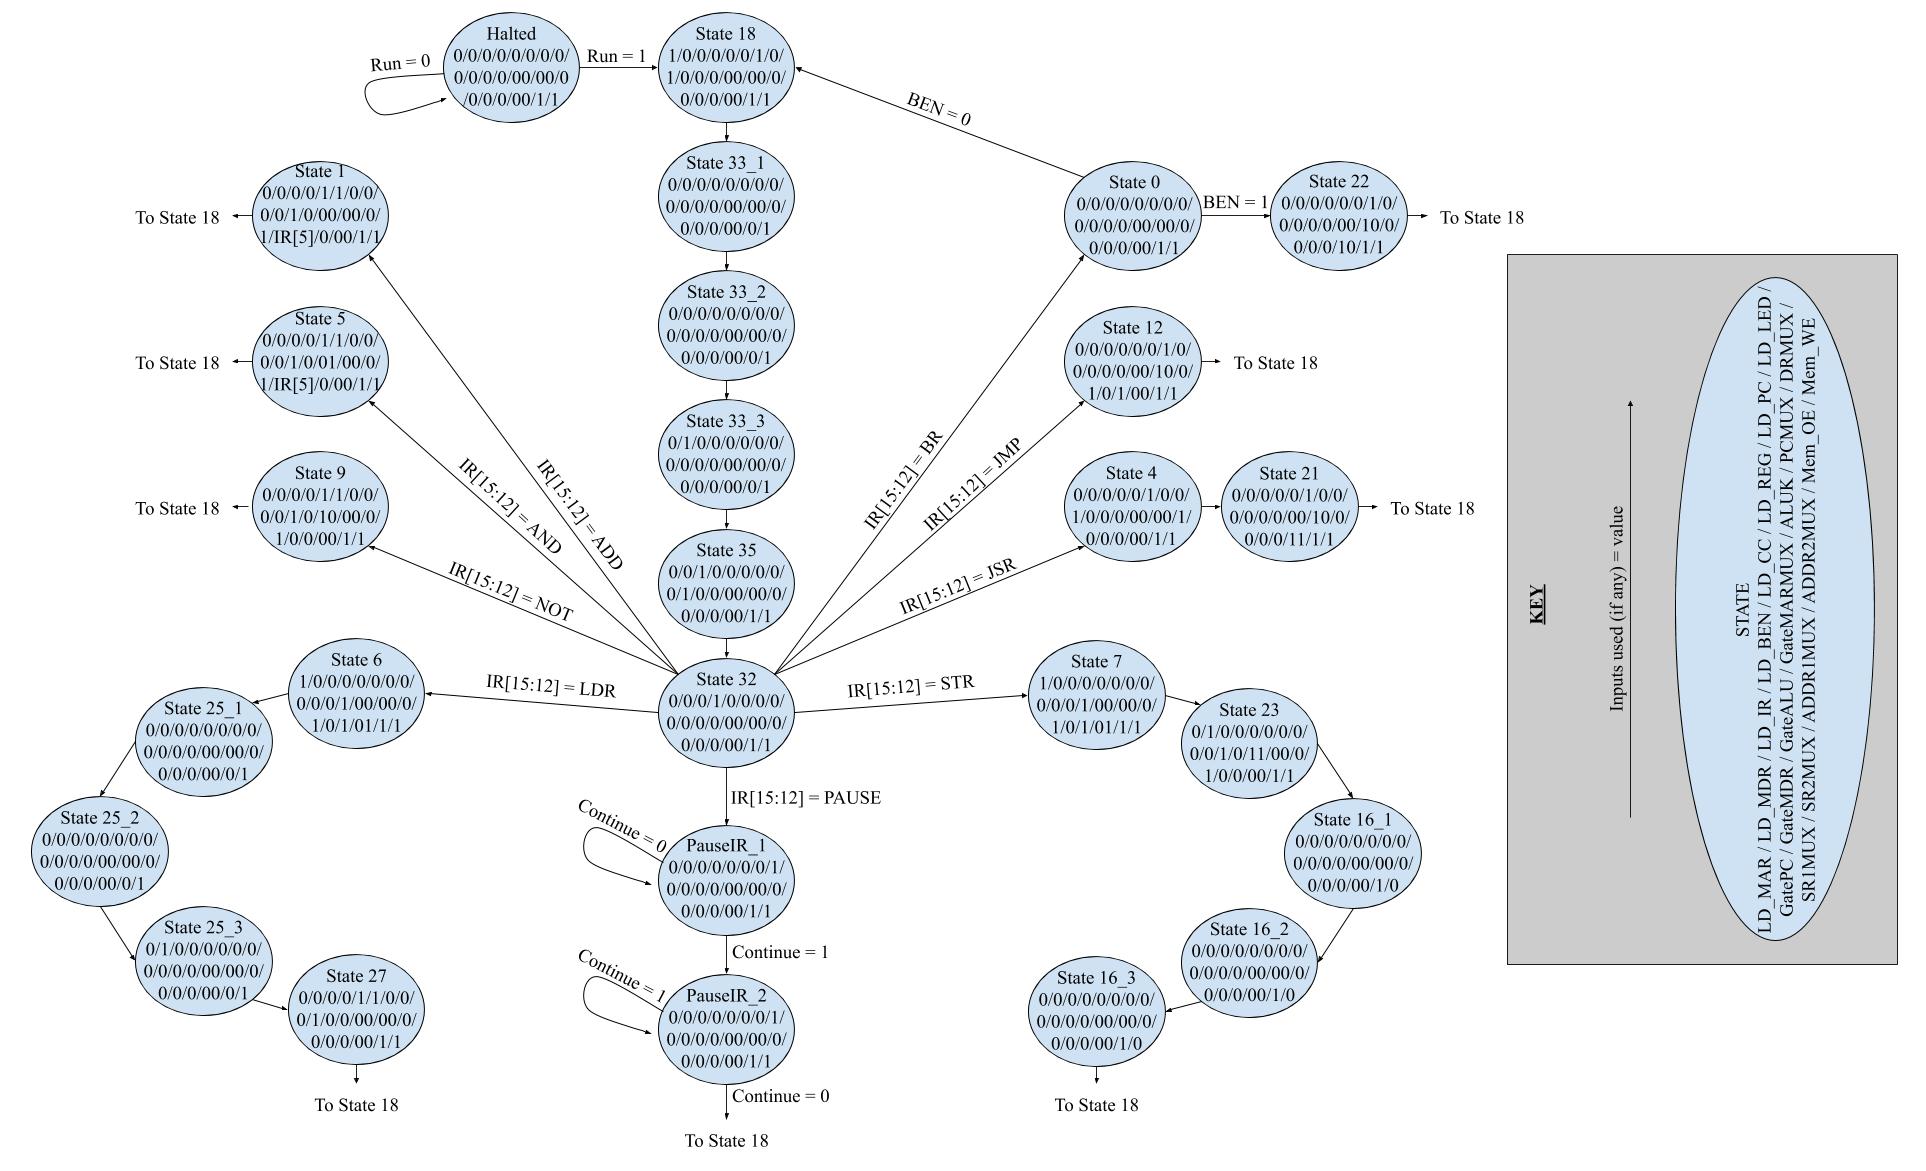 Halted
0/0/0/0/0/0/0/0/
0/0/0/0/00/00/0
/0/0/0/00/1/1
Run = 0
Run = 1
State 18
1/0/0/0/0/0/1/0/
1/0/0/0/00/00/0/
0/0/0/00/1/1
BEN = 0
State 33_1
0/0/0/0/0/0/0/0/
0/0/0/0/00/00/0/
0/0/0/00/0/1
State 1
0/0/0/0/1/1/0/0/
0/0/1/0/00/00/0/
1/IR[5]/0/00/1/1
To State 18
State 0
0/0/0/0/0/0/0/0/
0/0/0/0/00/00/0/
0/0/0/00/1/1
BEN = 1
State 22
0/0/0/0/0/0/1/0/
0/0/0/0/00/10/0/
0/0/0/10/1/1
To State 18
State 33_2
0/0/0/0/0/0/0/0/
0/0/0/0/00/00/0/
0/0/0/00/0/1
State 5
0/0/0/0/1/1/0/0/
0/0/1/0/01/00/0/
1/IR[5]/0/00/1/1
To State 18
State 12
0/0/0/0/0/0/1/0/
0/0/0/0/00/10/0/
1/0/1/00/1/1
To State 18
State 33_3
0/1/0/0/0/0/0/0/
0/0/0/0/00/00/0/
0/0/0/00/0/1
State 9
0/0/0/0/1/1/0/0/
0/0/1/0/10/00/0/
1/0/0/00/1/1
To State 18
State 4
0/0/0/0/0/1/0/0/
1/0/0/0/00/00/1/
0/0/0/00/1/1
State 21
0/0/0/0/0/1/0/0/
0/0/0/0/00/10/0/
0/0/0/11/1/1
To State 18
State 35
0/0/1/0/0/0/0/0/
0/1/0/0/00/00/0/
0/0/0/00/1/1
IR[15:12] = ADD
IR[15:12] = AND
IR[15:12] = NOT
IR[15:12] = BR
IR[15:12] = JMP
IR[15:12] = JSR
State 32
0/0/0/1/0/0/0/0/
0/0/0/0/00/00/0/
0/0/0/00/1/1
IR[15:12] = LDR
IR[15:12] = STR
IR[15:12] = PAUSE
State 6
1/0/0/0/0/0/0/0/
0/0/0/1/00/00/0/
1/0/1/01/1/1
State 25_1
0/0/0/0/0/0/0/0/
0/0/0/0/00/00/0/
0/0/0/00/0/1
State 25_2
0/0/0/0/0/0/0/0/
0/0/0/0/00/00/0/
0/0/0/00/0/1
State 25_3
0/1/0/0/0/0/0/0/
0/0/0/0/00/00/0/
0/0/0/00/0/1
State 27
0/0/0/0/1/1/0/0/
0/1/0/0/00/00/0/
0/0/0/00/1/1
To State 18
Continue = 0
PauseIR_1
0/0/0/0/0/0/0/1/
0/0/0/0/00/00/0/
0/0/0/00/1/1
Continue = 1
Continue = 1
PauseIR_2
0/0/0/0/0/0/0/1/
0/0/0/0/00/00/0/
0/0/0/00/1/1
Continue = 0
To State 18
State 7
1/0/0/0/0/0/0/0/
0/0/0/1/00/00/0/
1/0/1/01/1/1
State 23
0/1/0/0/0/0/0/0/
0/0/1/0/11/00/0/
1/0/0/00/1/1
State 16_1
0/0/0/0/0/0/0/0/
0/0/0/0/00/00/0/
0/0/0/00/1/0
State 16_2
0/0/0/0/0/0/0/0/
0/0/0/0/00/00/0/
0/0/0/00/1/0
State 16_3
0/0/0/0/0/0/0/0/
0/0/0/0/00/00/0/
0/0/0/00/1/0
To State 18
KEY
Inputs used (if any) = value
STATE
LD_MAR / LD_MDR / LD_IR / LD_BEN / LD_CC / LD_REG / LD_PC / LD_LED /
GatePC / GateMDR / GateALU / GateMARMUX / ALUK / PCMUX / DRMUX /
SR1MUX / SR2MUX / ADDR1MUX / ADDR2MUX / Mem_OE / Mem_WE